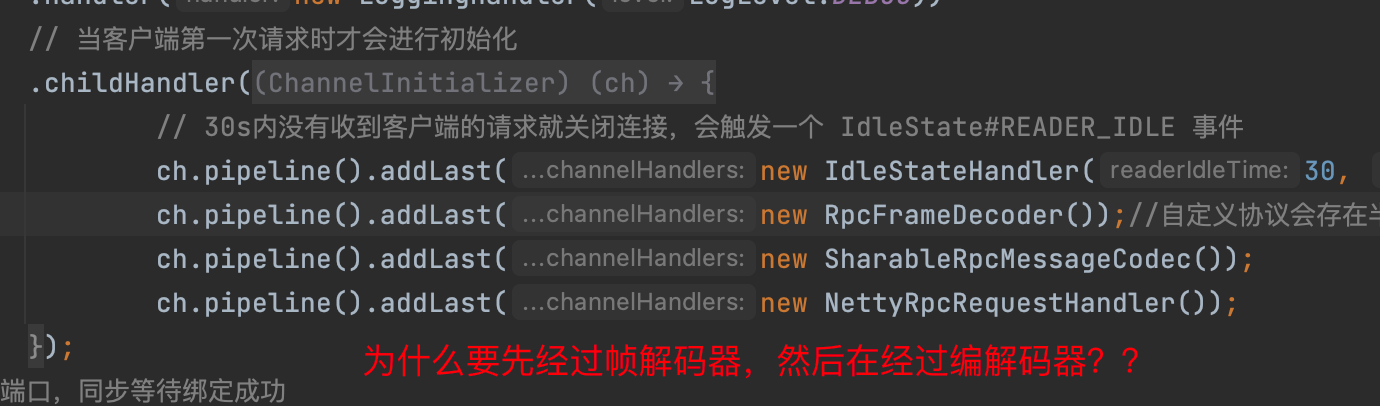 .handler( handler: new LoggingHandler( level: LogLevel.DEBUG))
// 当客户端第一次请求时才会进行初始化
.childHandler((ChannelInitializer) (ch) → {
// 30s内没有收到客户端的请求就关闭连接，会触发一个 IdleState#READER_IDLE 事件
ch.pipeline().addLast( ...channelHandlers: new IdleStateHandler( readerIdleTime: 30,
ch.pipeline().addLast( ...channelHandlers: new RpcFrameDecoder());//自定义协议会存在半
ch.pipeline().addLast( ...channelHandlers: new SharableRpcMessageCodec());
ch.pipeline().addLast( ...channelHandlers: new NettyRpcRequestHandler());
});
为什么要先经过帧解码器，然后在经过编解码器？？
端口，同步等待绑定成功